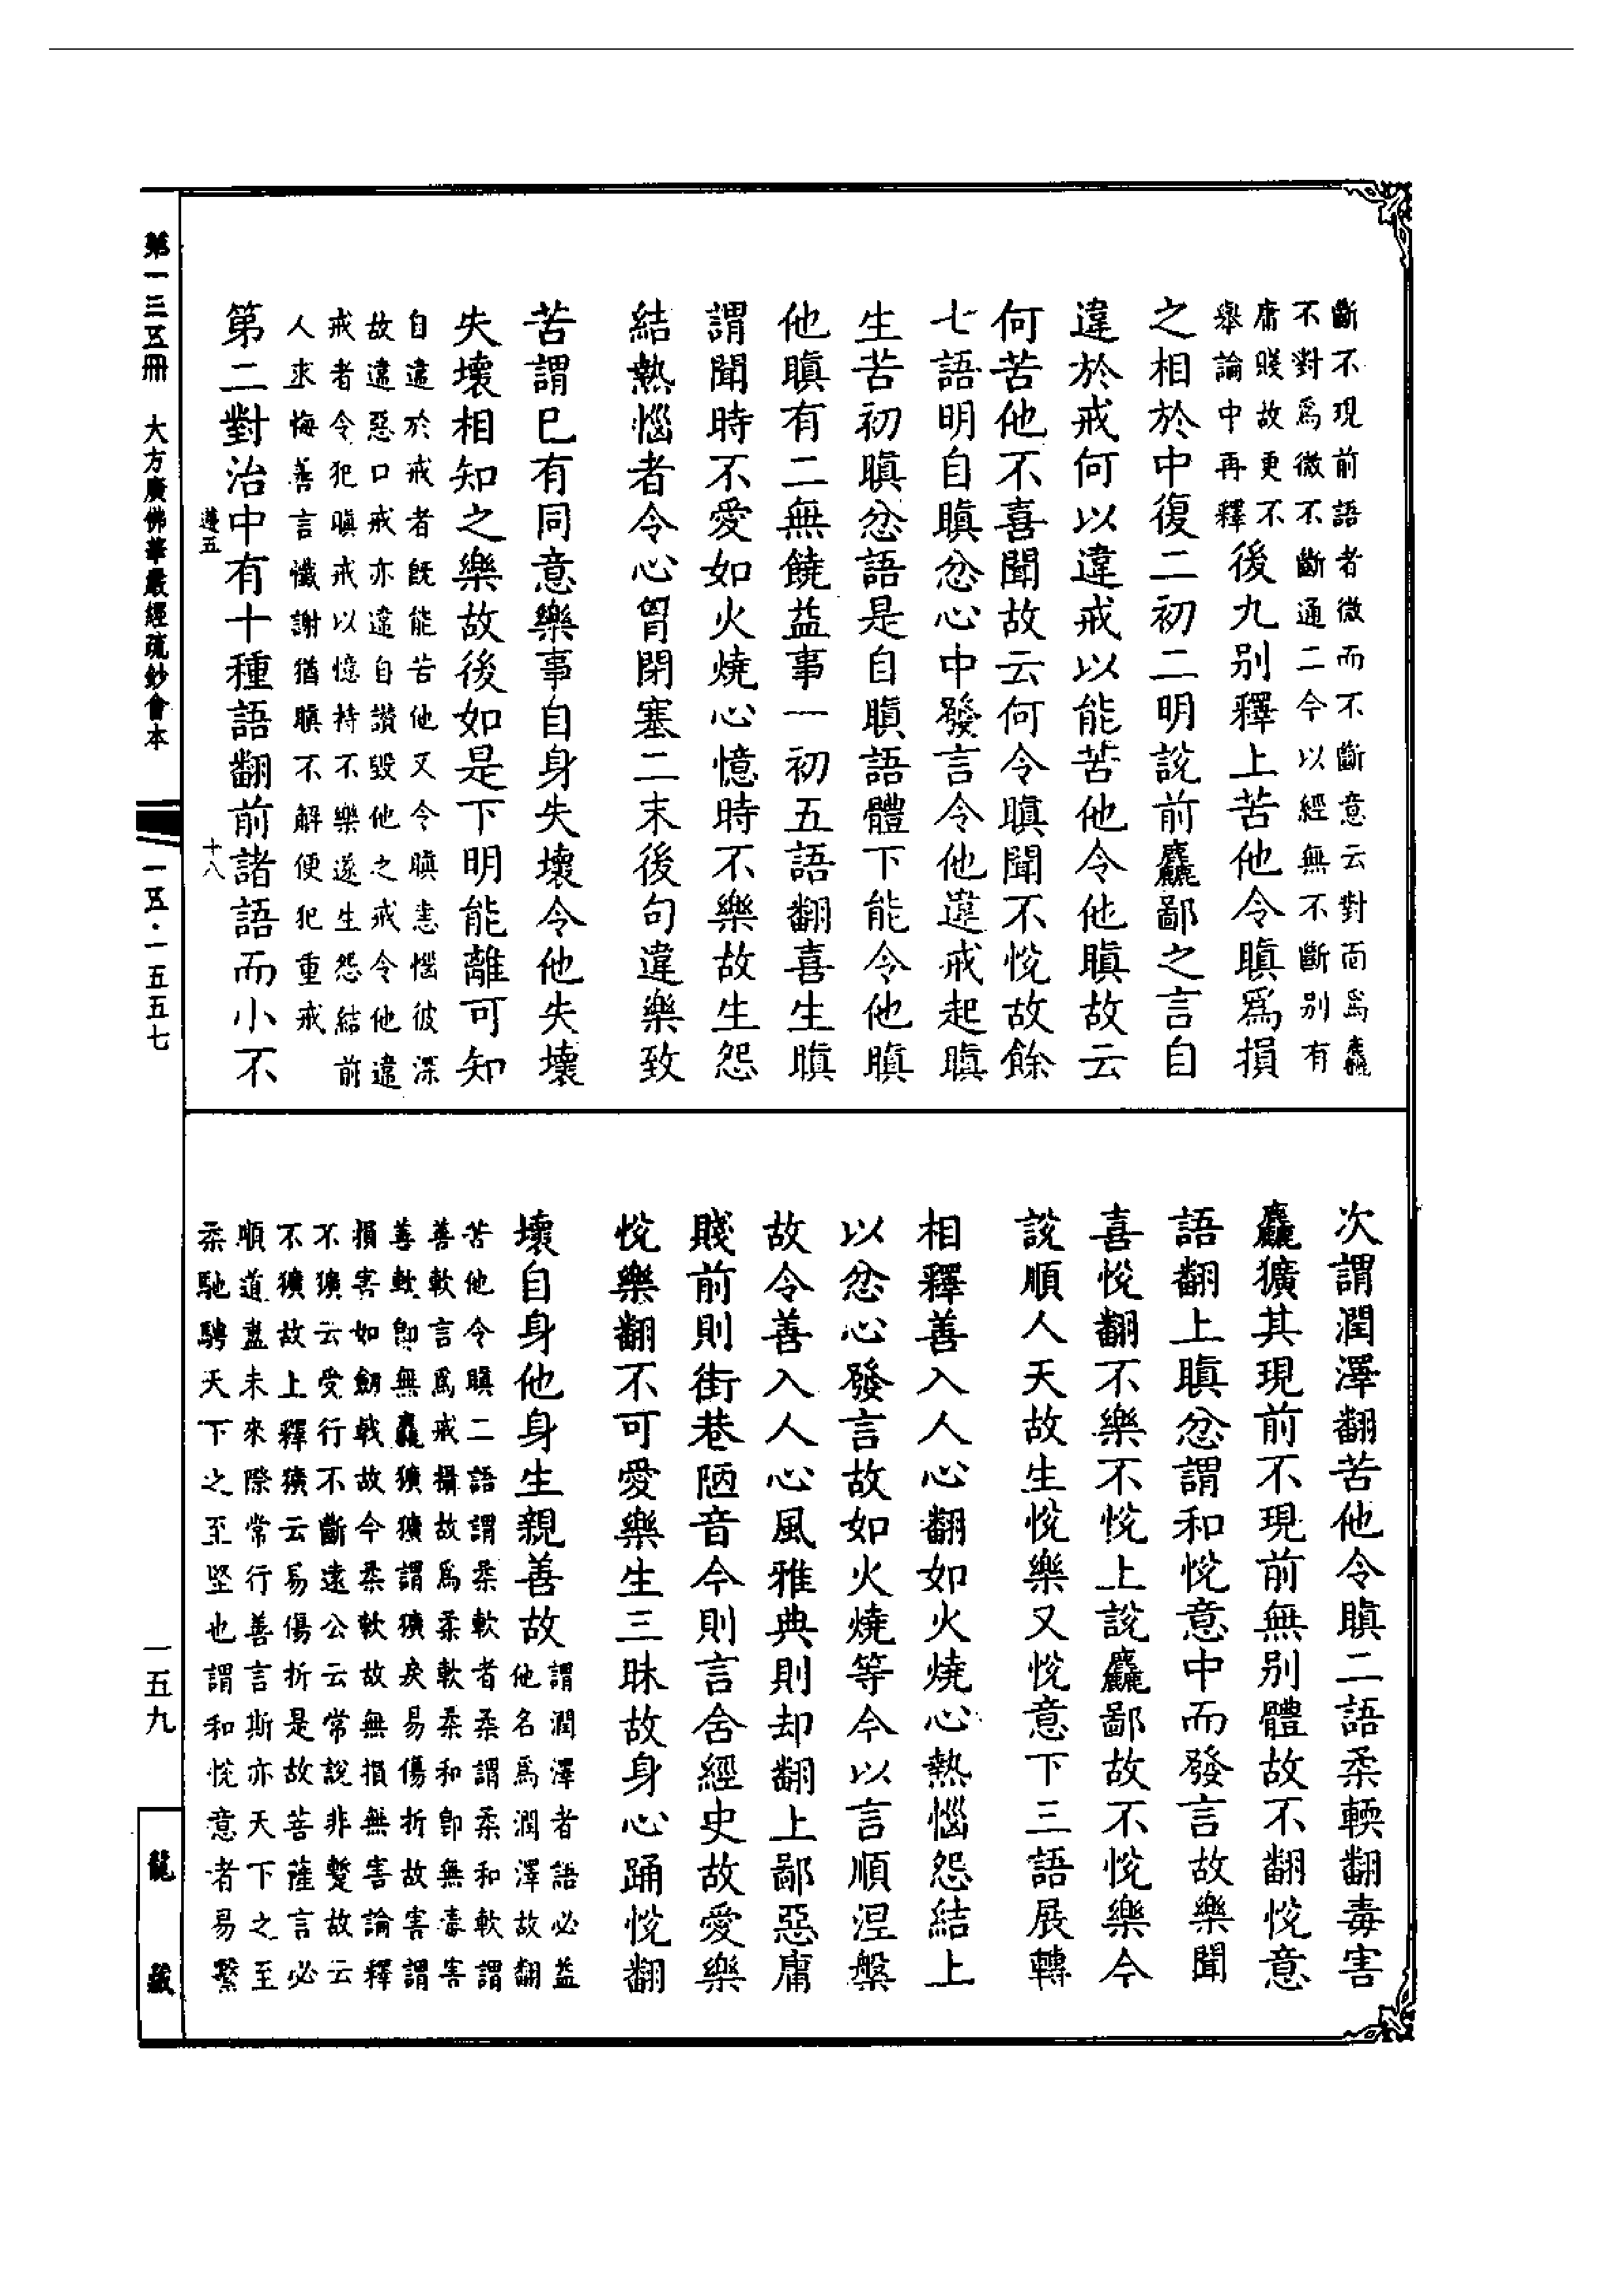 斷不現前語者微而不斷意云對面爲麤
不對爲微不斷通二今以經無不斷別有
庸賤故更不
舉論中再釋
後九别釋上苦他令瞋爲損
之相於中復二初二明說前麤鄙之言自
違於戒何以違戒以能苦他令他瞋故云
何苦他不喜聞故云何令瞋聞不悅故餘
七語明自瞋忿心中發言令他違戒起瞋
生苦初瞋忿語是自瞋語體下能令他瞋
他瞋有二無饒益事一初五語翻喜生瞋
謂聞時不愛如火燒心憶時不樂故生怨
結熱惱者令心胷閉塞二末後句違樂致
苦謂已有同意樂事自身失壞令他失壞
失壞相知之樂故後如是下明能離可知
自違於戒者既能苦他又令瞋恚惱彼深
故違惡口戒亦違自讚毀他之戒令他違
戒者令犯瞋戒以憶持不樂遂生怨結前
人求悔善言懺謝猶瞋不解便犯重戒
第二對治中有十種語翻前諸語而小不
遵五
十八
次謂潤澤翻苦他令瞋二語柔輭翻毒害
麤獷其現前不現前無别體故不翻悅意
語翻上瞋忿謂和悅意中而發言故樂聞
喜悅翻不樂不悅上說麤鄙故不悅樂今
說順人天故生悅樂又悅意下三語展轉
相釋善入人心翻如火燒心熱惱怨結上
以忿心發言故如火燒等今以言順涅槃
故令善入人心風雅典則却翻上鄙惡庸
賤前則街巷陋音今則言含經史故愛樂
悅樂翻不可愛樂生三昧故身心踊悅翻
壞自身他身生親善故
謂潤澤者語必益
他名爲潤澤故翻
苦他令瞋二語謂柔軟者柔謂柔和軟謂
善軟言爲戒攝故爲柔軟柔和卽無毒害
善軟卽無麤獷獷謂獷戾易傷折故害謂
損害如劒戟故今柔軟故無損無害論釋
不獷云受行不斷遠公云常說非蹔故云
不獷故上釋獷云易傷折是故菩薩言必
順道盡未來際常行善言斯亦天下之至
柔馳騁天下之至堅也謂和悅意者易繫
第一三五冊　大方廣佛華嚴經疏鈔會本
一五·一五五七
一五九
龍藏